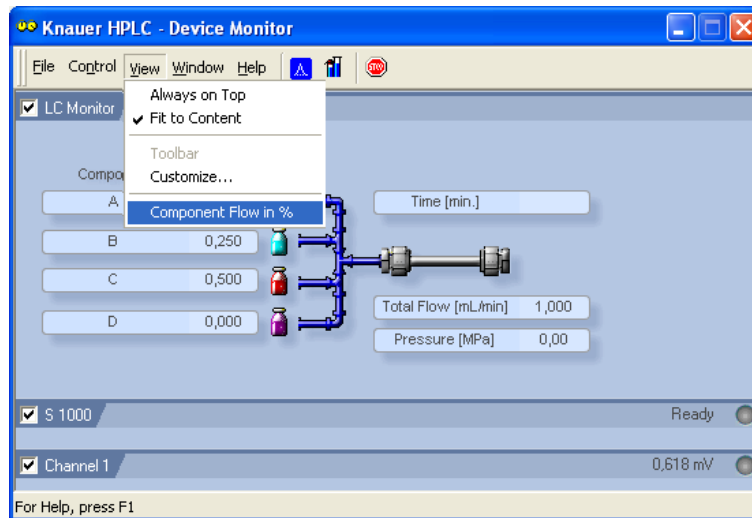 Knauer HPLC - Device Monitor
File Control View Window Help STOP
Always on Top
Fit to Content
Toolbar
Customize...
Component Flow in %
LC Monitor
A
Time [min.]
B 0,250
C 0,500
D 0,000
Total Flow [mL/min] 1,000
Pressure [MPa] 0,00
S 1000 Ready
Channel 1 0,618 mV
For Help, press F1